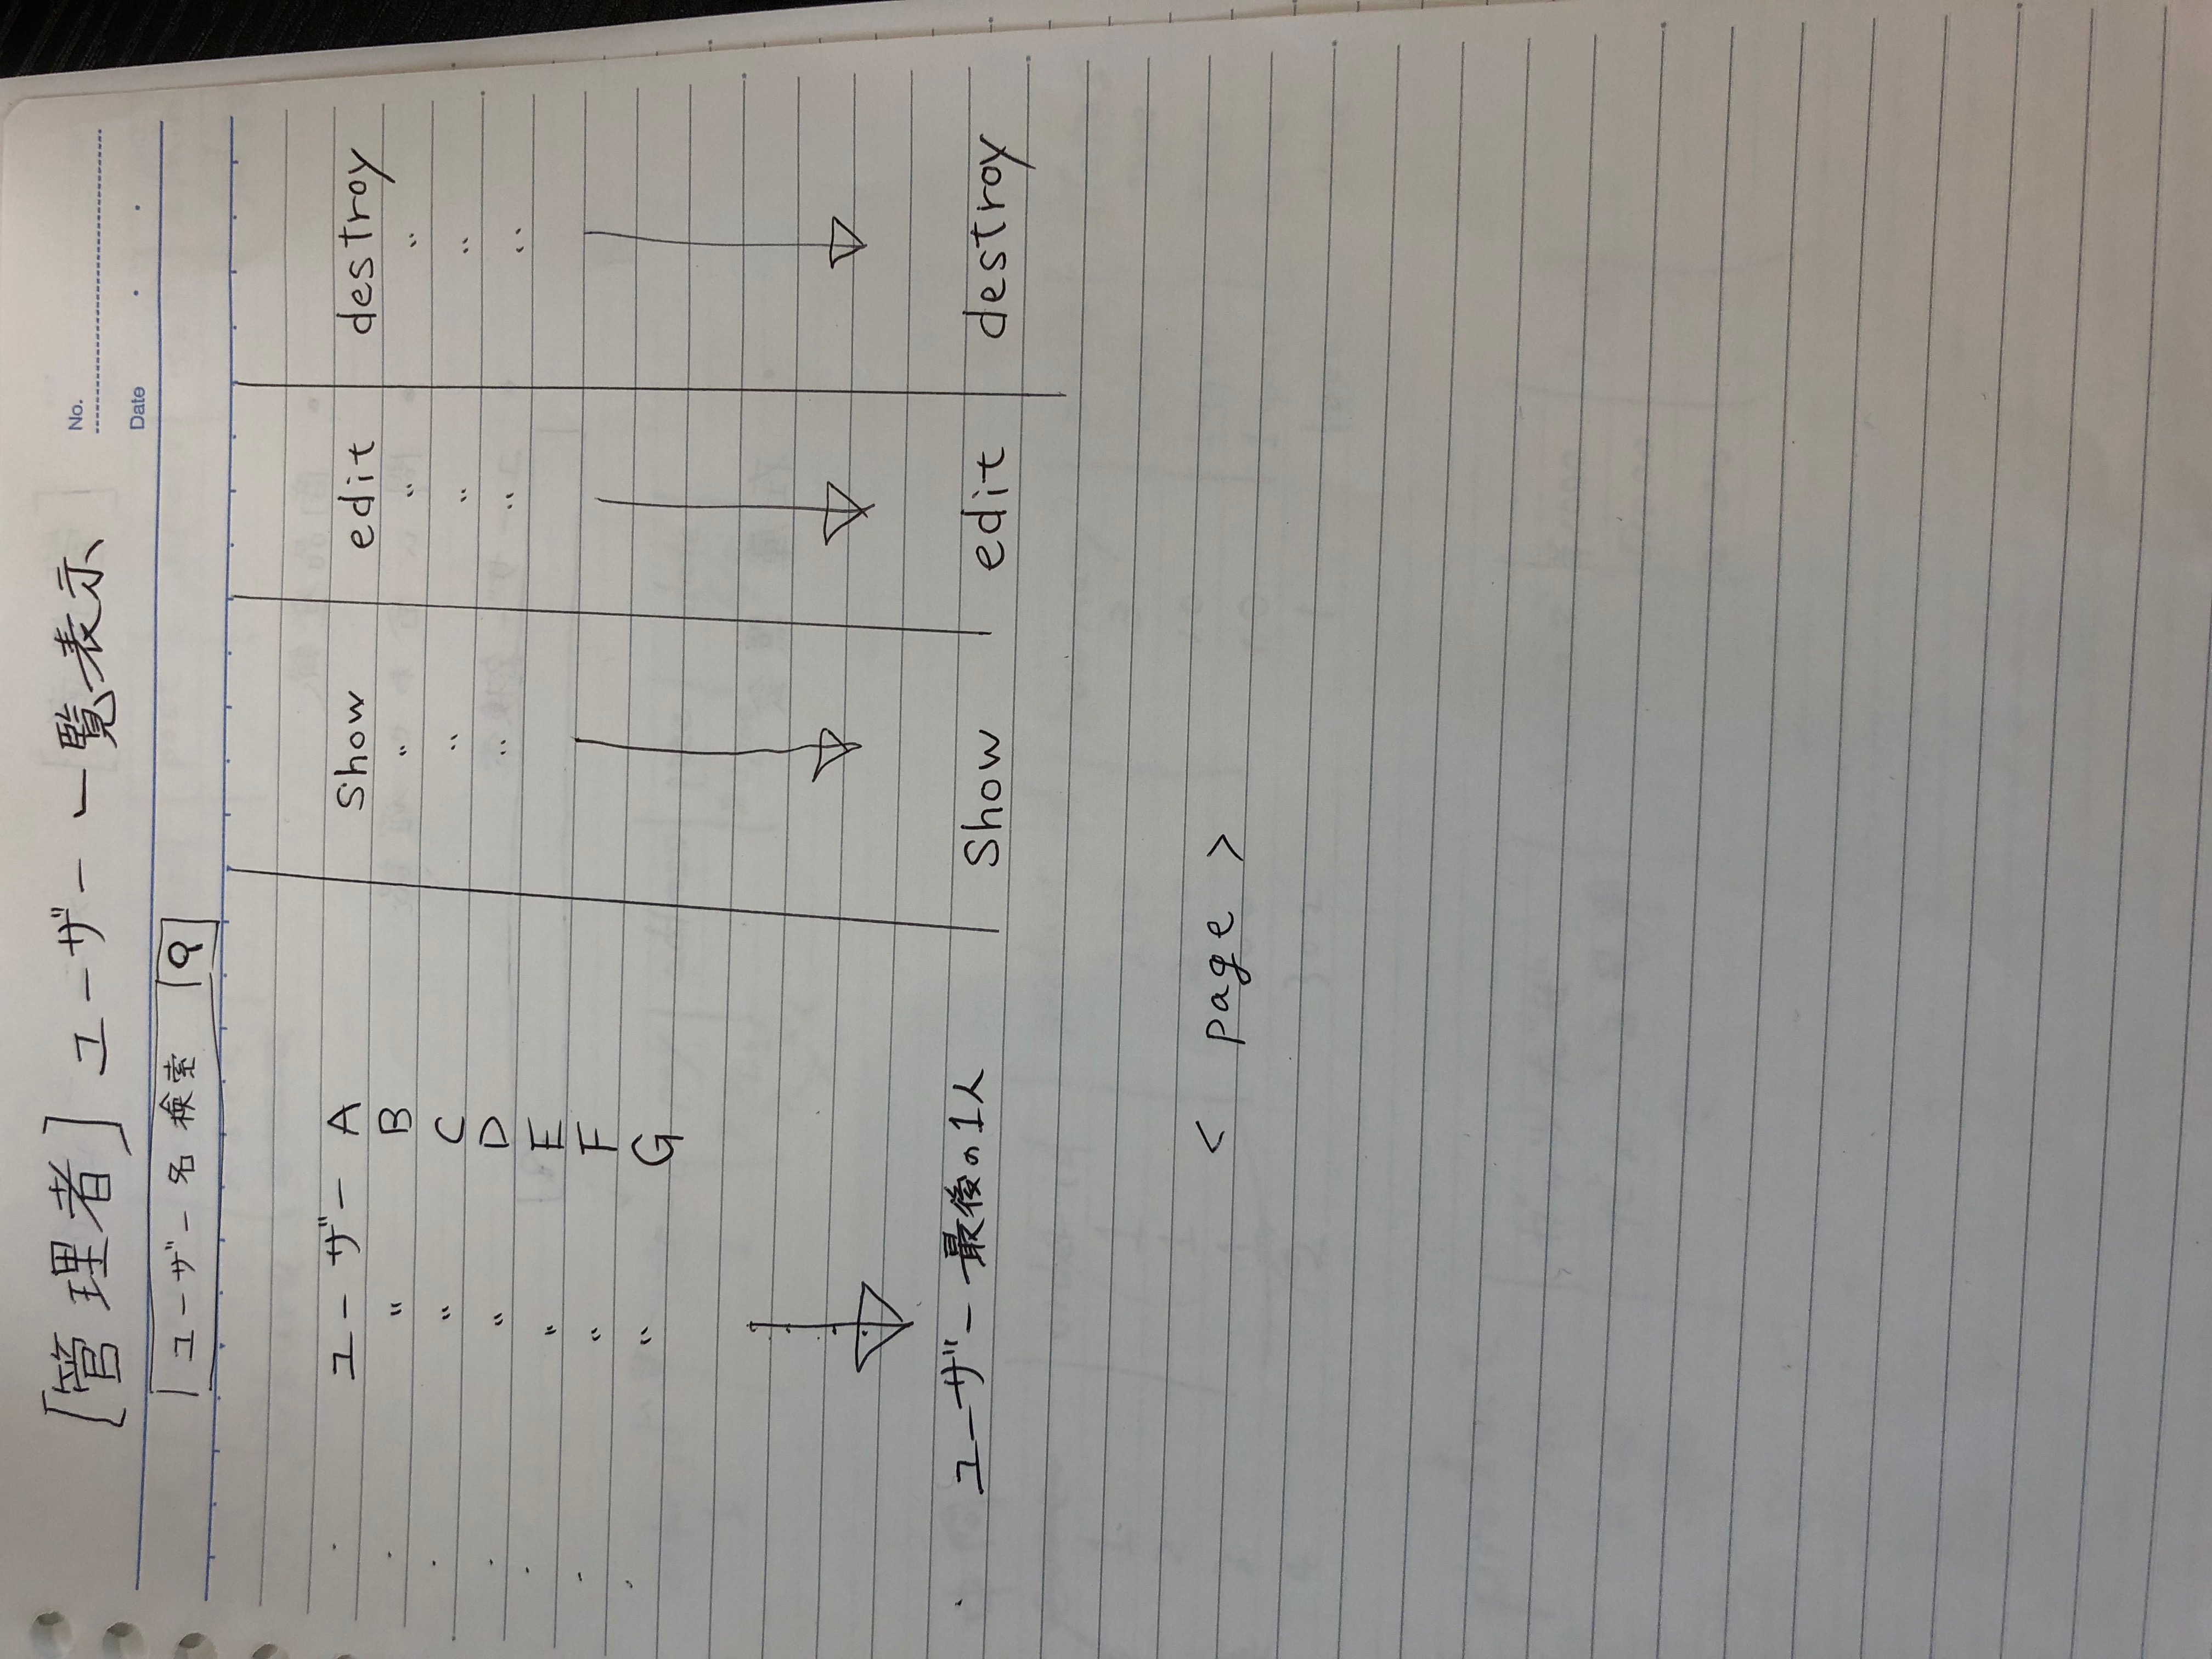 [管理者] ユーザー 一覧表示
No.
Date
ユーザー名検索
ユーザー A Show edit destroy
〃 B 〃 〃 〃
〃 C 〃 〃 〃
〃 D 〃 〃 〃
〃 E
〃 F
〃 G
ユーザー 最後の1人 Show edit destroy
< page >